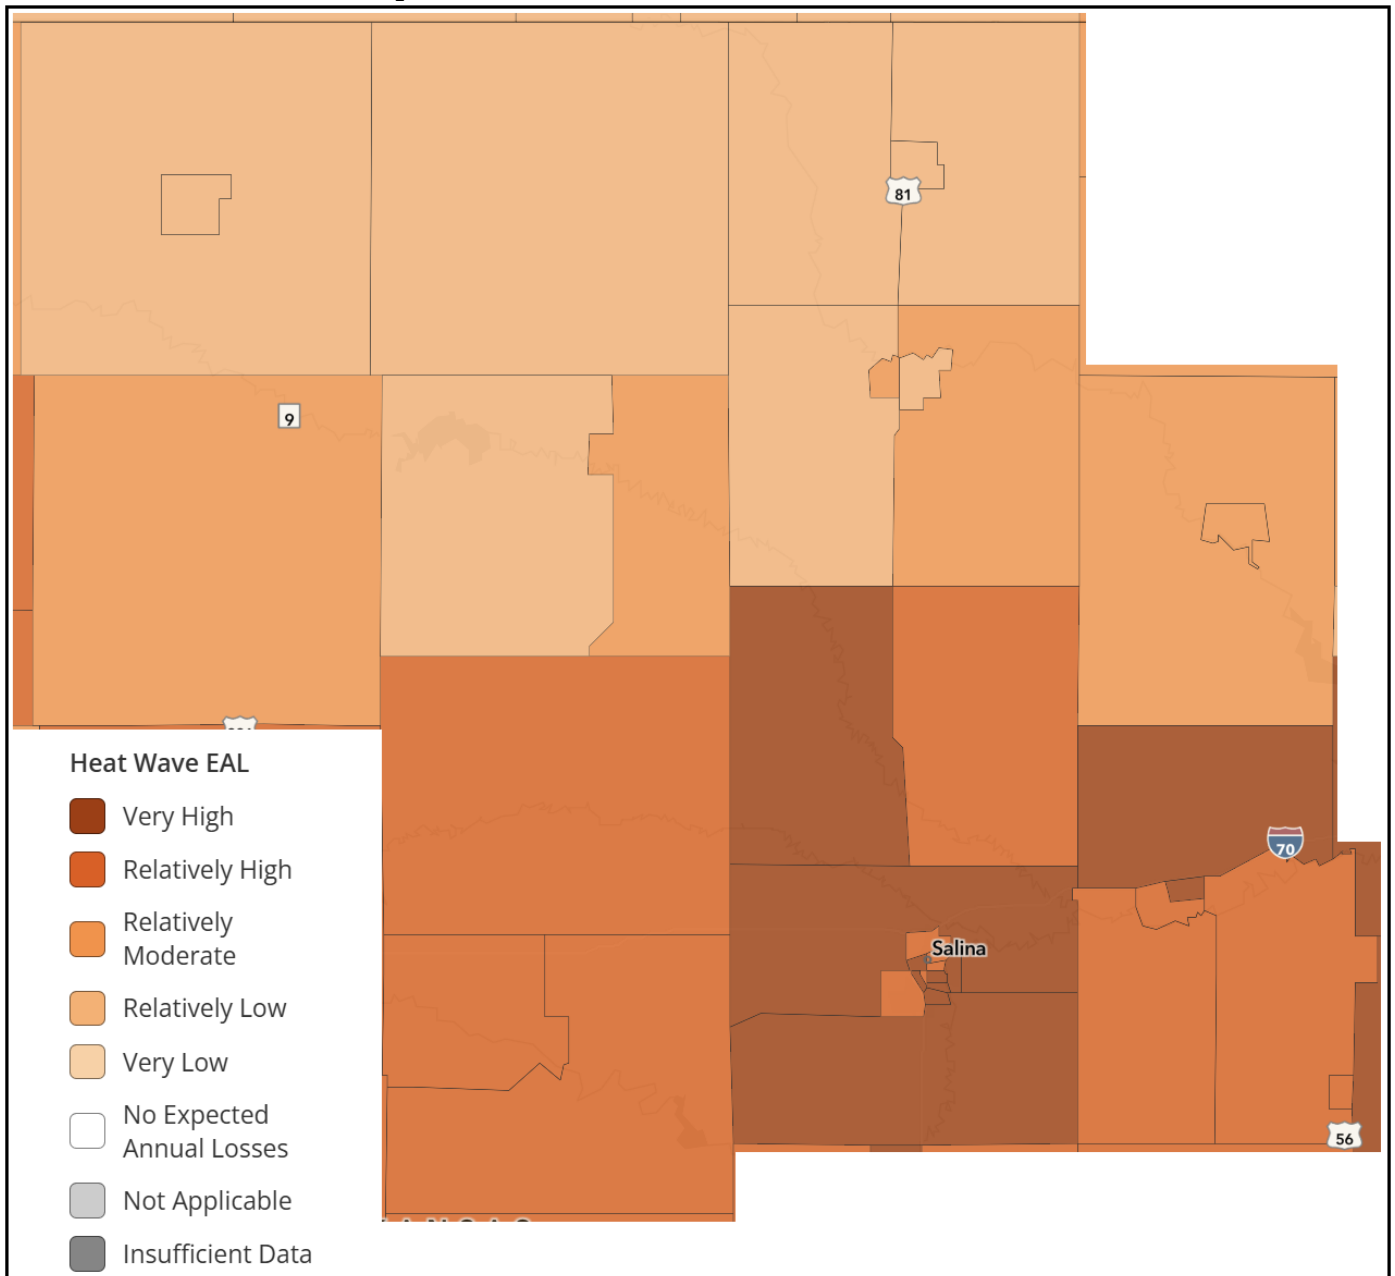 81
9
Heat Wave EAL
Very High
Relatively High
Relatively
Moderate
Relatively Low
Very Low
No Expected
Annual Losses
Not Applicable
Insufficient Data
70
Salina
56